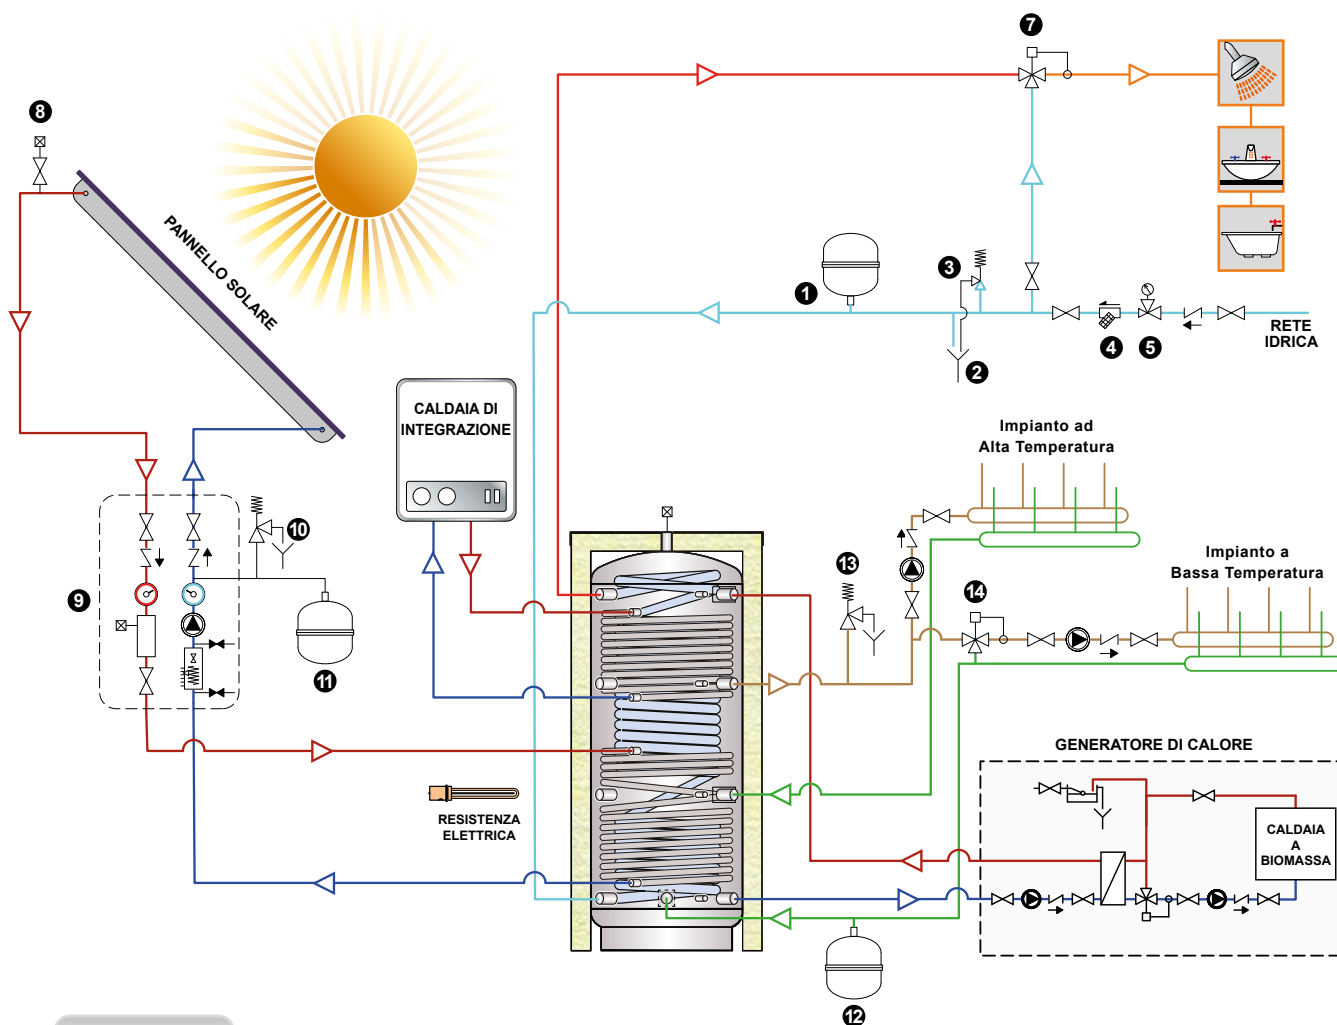 7
8
PANNELLO SOLARE
3
1
2
4
5
RETE
IDRICA
CALDAIA DI
INTEGRAZIONE
Impianto ad
Alta Temperatura
10
9
11
13
14
Impianto a
Bassa Temperatura
RESISTENZA
ELETTRICA
GENERATORE DI CALORE
CALDAIA
A
BIOMASSA
12